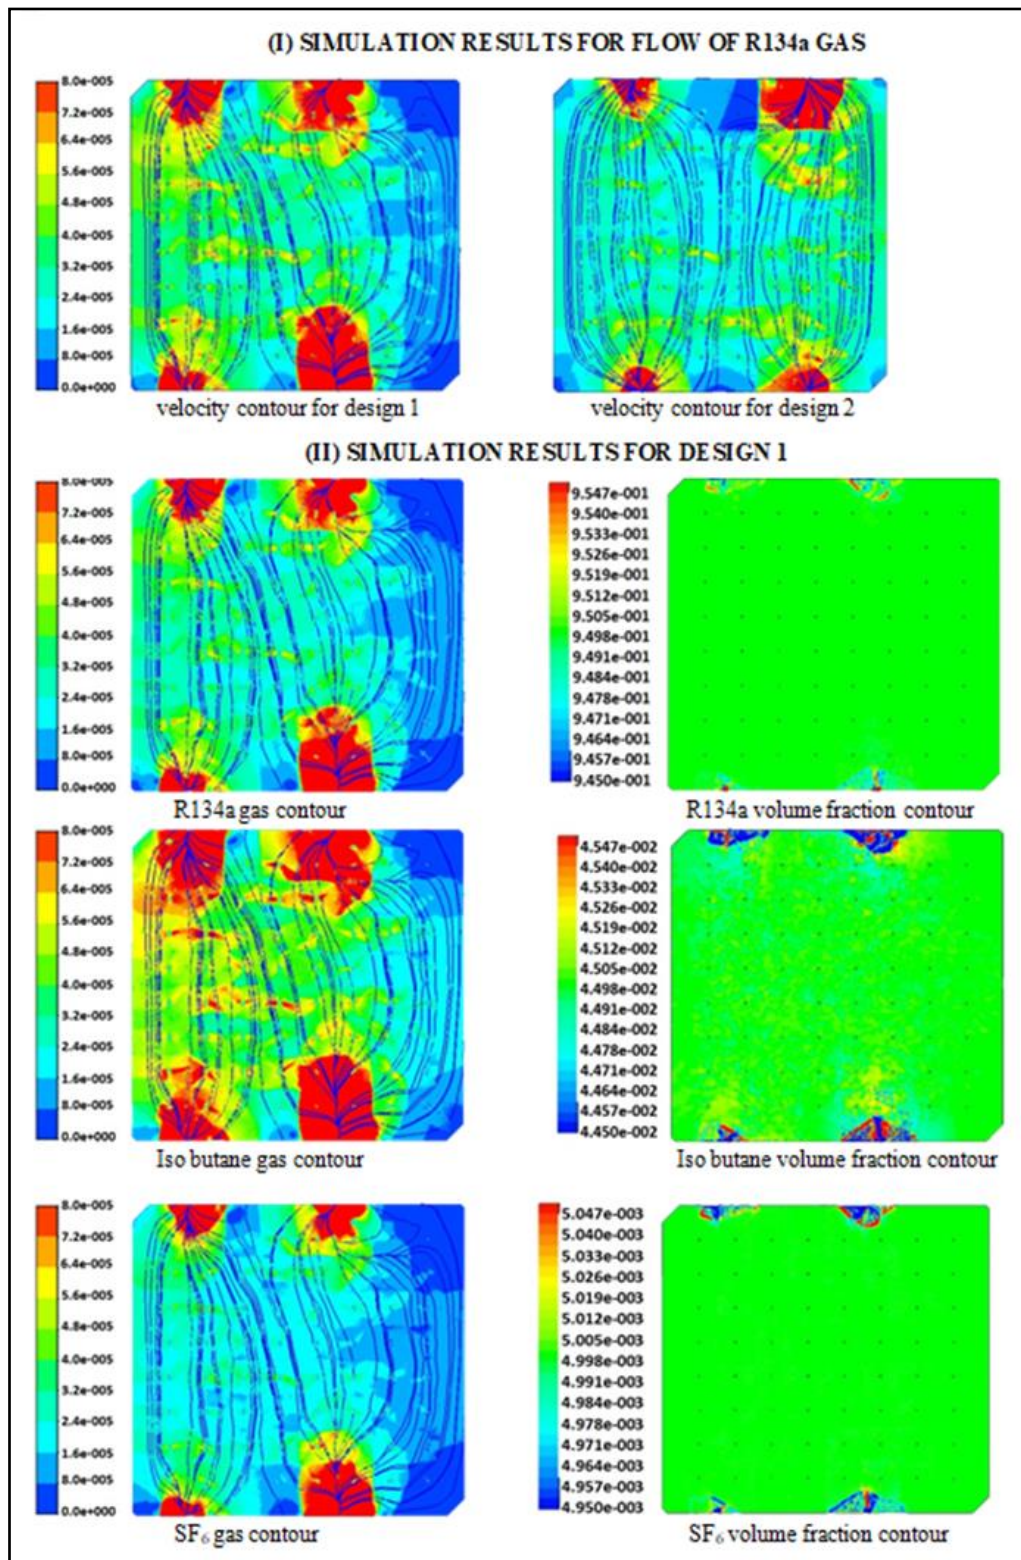 (I) SIMULATION RESULTS FOR FLOW OF R134a GAS
8.0e-005
7.2e-005
6.4e-005
5.6e-005
4.8e-005
4.0e-005
3.2e-005
2.4e-005
1.6e-005
8.0e-005
0.0e+000
velocity contour for design 1
velocity contour for design 2
(II) SIMULATION RESULTS FOR DESIGN 1
8.0e-005
7.2e-005
6.4e-005
5.6e-005
4.8e-005
4.0e-005
3.2e-005
2.4e-005
1.6e-005
8.0e-005
0.0e+000
R134a gas contour
9.547e-001
9.540e-001
9.533e-001
9.526e-001
9.519e-001
9.512e-001
9.505e-001
9.498e-001
9.491e-001
9.484e-001
9.478e-001
9.471e-001
9.464e-001
9.457e-001
9.450e-001
R134a volume fraction contour
8.0e-005
7.2e-005
6.4e-005
5.6e-005
4.8e-005
4.0e-005
3.2e-005
2.4e-005
1.6e-005
8.0e-005
0.0e+000
Iso butane gas contour
4.547e-002
4.540e-002
4.533e-002
4.526e-002
4.519e-002
4.512e-002
4.505e-002
4.498e-002
4.491e-002
4.484e-002
4.478e-002
4.471e-002
4.464e-002
4.457e-002
4.450e-002
Iso butane volume fraction contour
8.0e-005
7.2e-005
6.4e-005
5.6e-005
4.8e-005
4.0e-005
3.2e-005
2.4e-005
1.6e-005
8.0e-005
0.0e+000
SF₆ gas contour
5.047e-003
5.040e-003
5.033e-003
5.026e-003
5.019e-003
5.012e-003
5.005e-003
4.998e-003
4.991e-003
4.984e-003
4.978e-003
4.971e-003
4.964e-003
4.957e-003
4.950e-003
SF₆ volume fraction contour